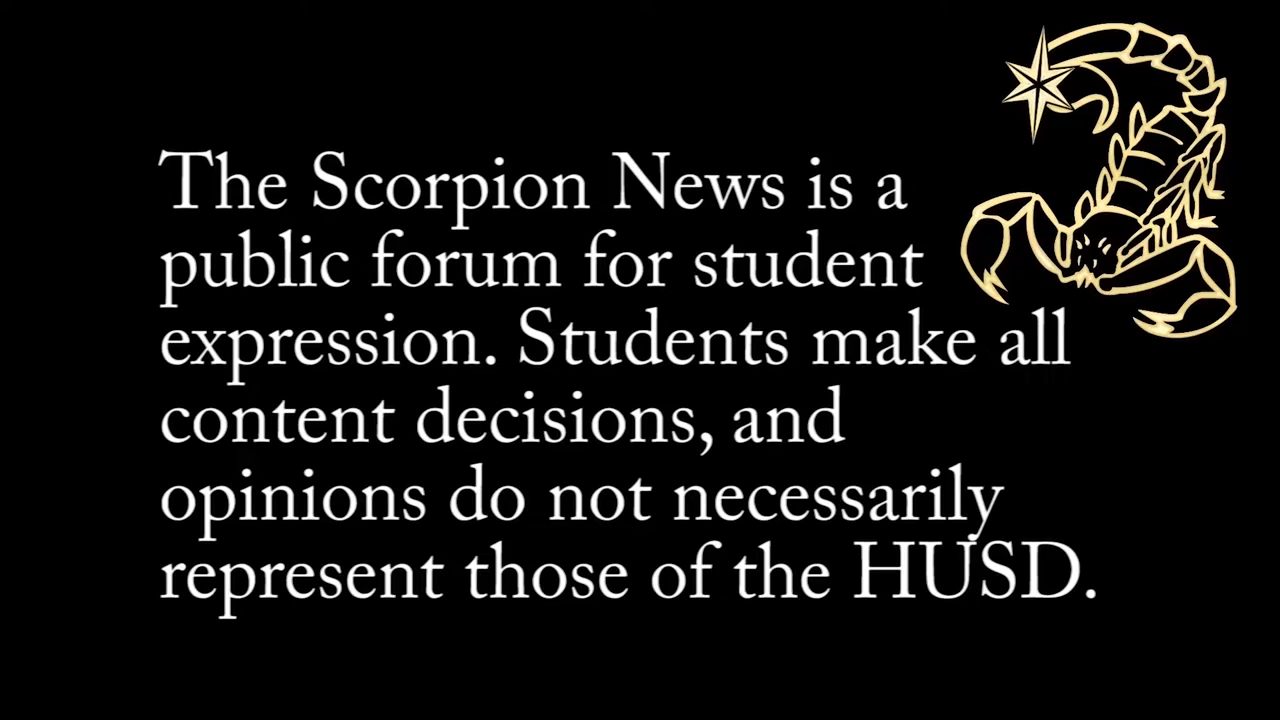 The Scorpion News is a
public forum for student
expression. Students make all
content decisions, and
opinions do not necessarily
represent those of the HUSD.